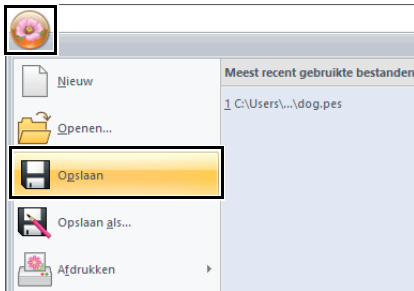 Nieuw
Openen...
Opslaan
Opslaan als...
Afdrukken
Meest recent gebruikte bestanden
1 C:\Users\...\dog.pes